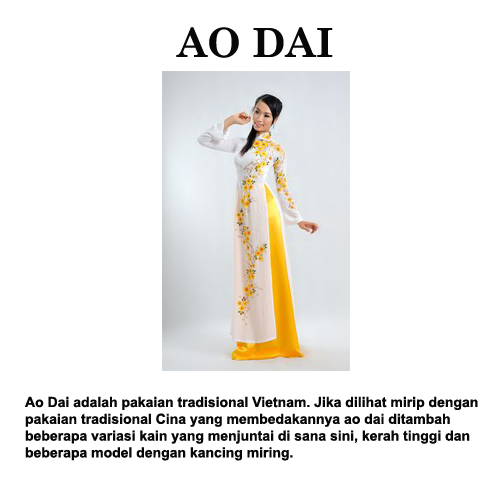 AO DAI
Ao Dai adalah pakaian tradisional Vietnam. Jika dilihat mirip dengan
pakaian tradisional Cina yang membedakannya ao dai ditambah
beberapa variasi kain yang menjuntai di sana sini, kerah tinggi dan
beberapa model dengan kancing miring.